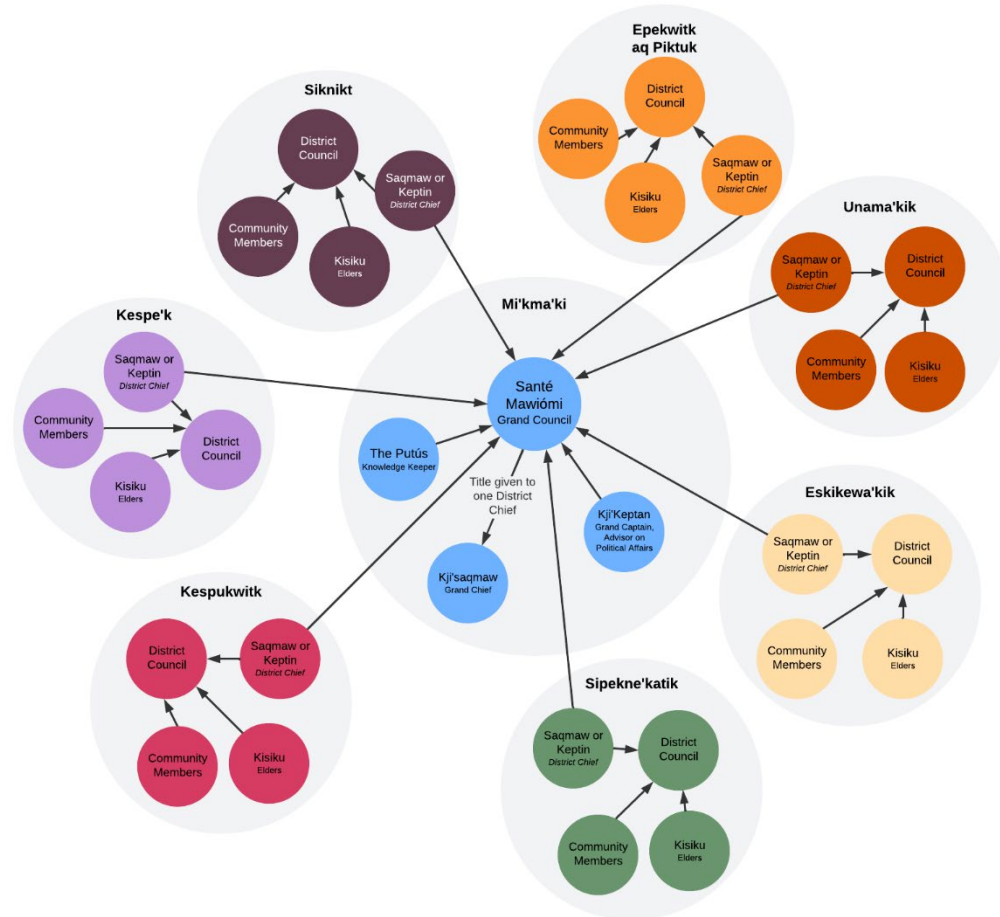 Epekwitk
aq Piktuk
District
Council
Community
Members
Saqmaw or
Keptin
District Chief
Kisiku
Elders
Siknikt
District
Council
Saqmaw or
Keptin
District Chief
Community
Members
Kisiku
Elders
Unama'kik
Saqmaw or
Keptin
District Chief
District
Council
Community
Members
Kisiku
Elders
Mi'kma'ki
Santé
Mawiómi
Grand Council
The Putús
Knowledge Keeper
Title given to
one District
Chief
Kji'Keptan
Grand Captain,
Advisor on
Political Affairs
Kji'saqmaw
Grand Chief
Kespe'k
Saqmaw or
Keptin
District Chief
Community
Members
District
Council
Kisiku
Elders
Eskikewa'kik
Saqmaw or
Keptin
District Chief
District
Council
Community
Members
Kisiku
Elders
Kespukwitk
District
Council
Saqmaw or
Keptin
District Chief
Community
Members
Kisiku
Elders
Sipekne'katik
Saqmaw or
Keptin
District Chief
District
Council
Community
Members
Kisiku
Elders